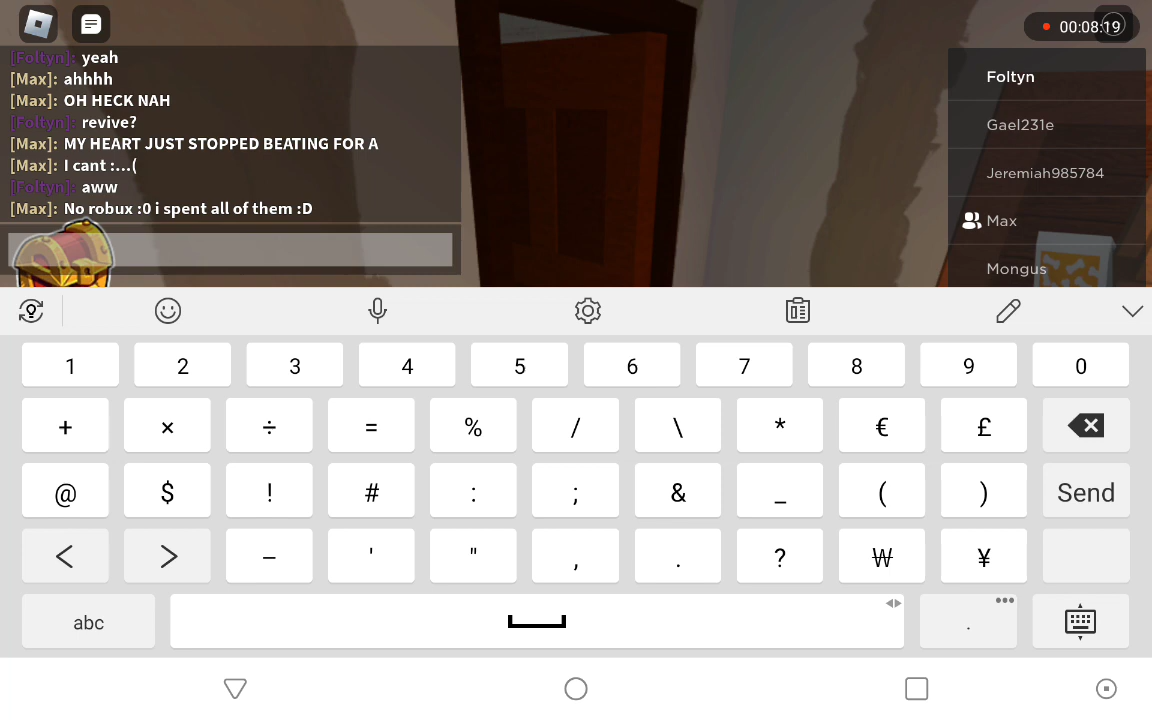 00:08:19
[Foltyn]: yeah
[Max]: ahhhh
[Max]: OH HECK NAH
[Foltyn]: revive?
[Max]: MY HEART JUST STOPPED BEATING FOR A
[Max]: I cant :...(
[Foltyn]: aww
[Max]: No robux :0 i spent all of them :D
Foltyn
Gael231e
Jeremiah985784
Max
Mongus
1 2 3 4 5 6 7 8 9 0
+ × ÷ = % / \ * € £
@ $ ! # : ; & _ ( ) Send
< > – ' " , . ? ₩ ¥
abc .